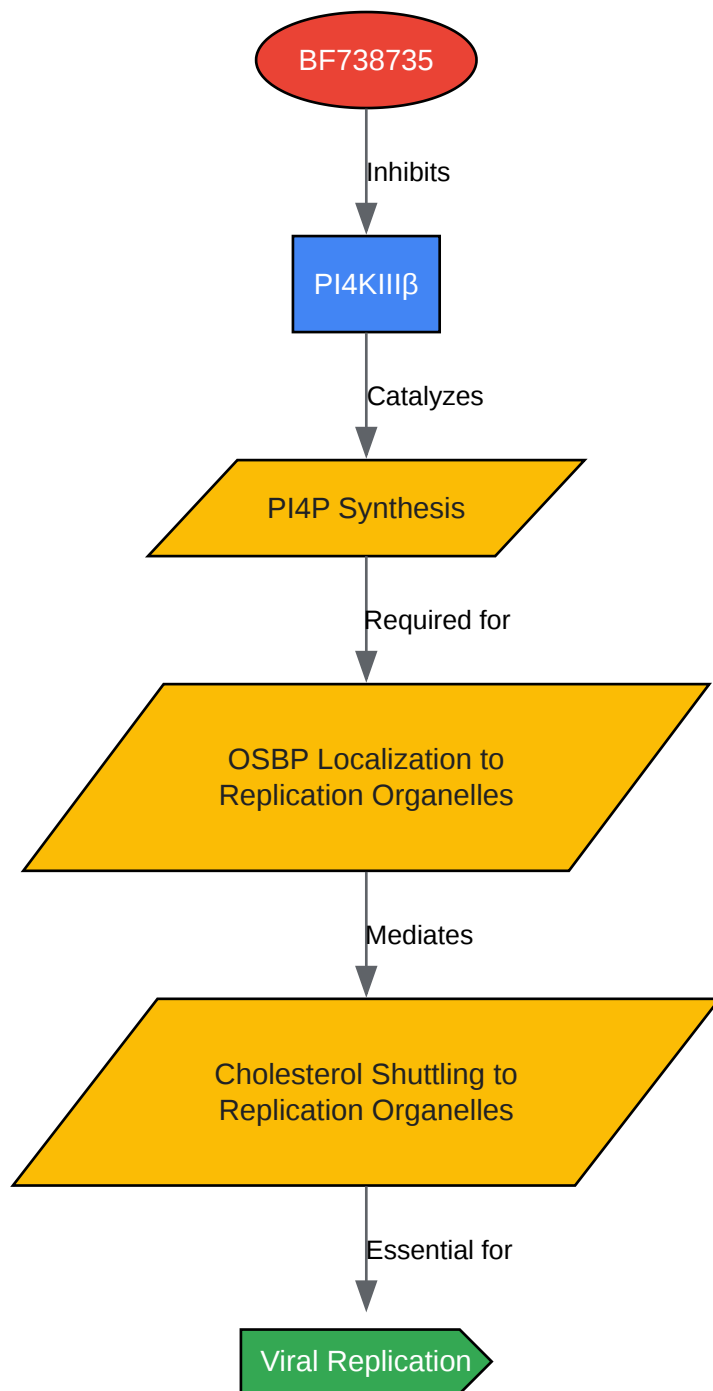 BF738735
Inhibits
PI4KIIIβ
Catalyzes
PI4P Synthesis
Required for
OSBP Localization to
Replication Organelles
Mediates
Cholesterol Shuttling to
Replication Organelles
Essential for
Viral Replication